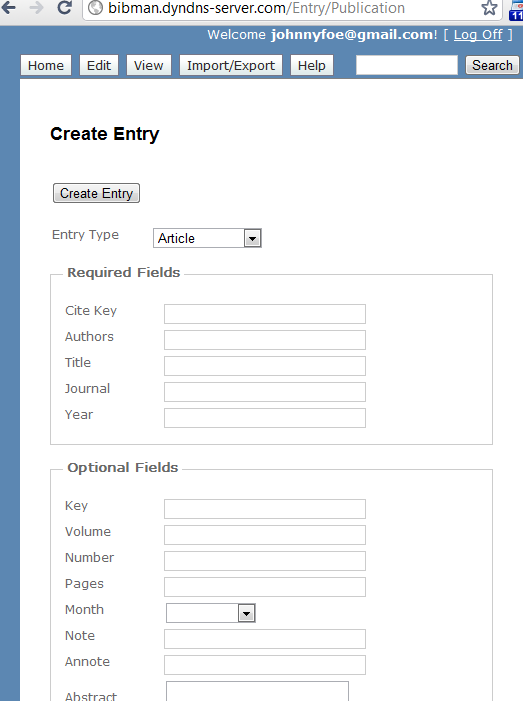 bibman.dyndns-server.com/Entry/Publication
11
Welcome johnnyfoe@gmail.com! [ Log Off ]
Home Edit View Import/Export Help Search
Create Entry
Create Entry
Entry Type Article
Required Fields
Cite Key
Authors
Title
Journal
Year
Optional Fields
Key
Volume
Number
Pages
Month
Note
Annote
Abstract